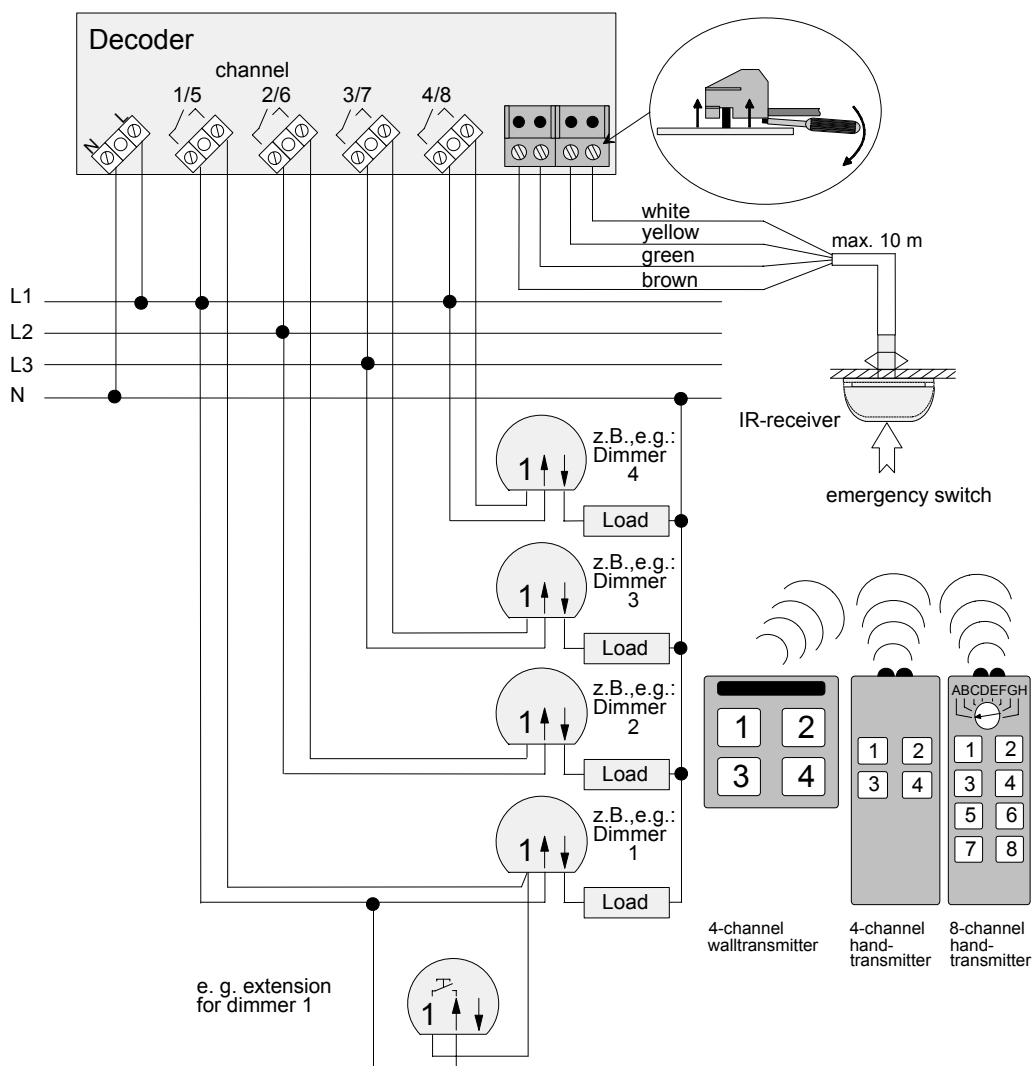 Decoder
channel
1/5 2/6 3/7 4/8
N L
white
yellow
green
brown
max. 10 m
L1
L2
L3
N
IR-receiver
emergency switch
z.B.,e.g.:
Dimmer
4
1
Load
z.B.,e.g.:
Dimmer
3
1
Load
z.B.,e.g.:
Dimmer
2
1
Load
z.B.,e.g.:
Dimmer
1
1
Load
e. g. extension
for dimmer 1
1
1 2
3 4
4-channel
walltransmitter
1 2
3 4
4-channel
hand-
transmitter
ABCDEFGH
1 2
3 4
5 6
7 8
8-channel
hand-
transmitter